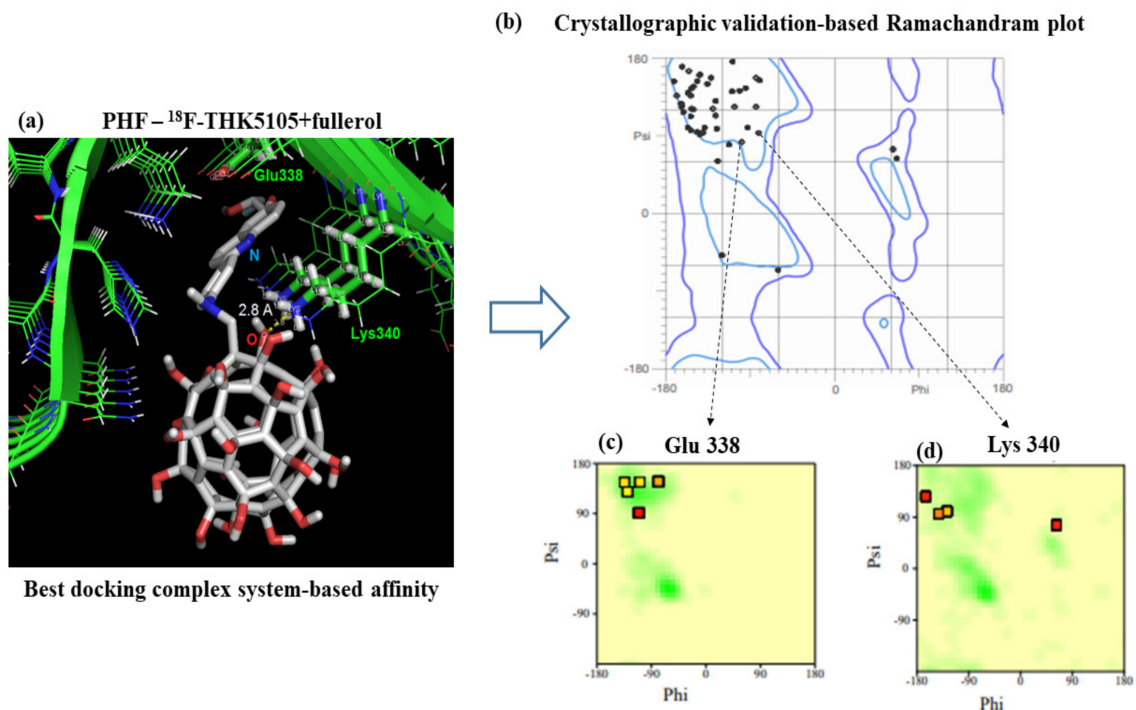 (b) Crystallographic validation-based Ramachandram plot
(a) PHF – ¹⁸F-THK5105+fullerol
Glu338
N
2.8 A
O
Lys340
Best docking complex system-based affinity
180
Psi
0
-180
-180
0
Phi
180
(c) Glu 338
180
90
Psi
0
-90
-180
-90
0
90
180
Phi
(d) Lys 340
180
90
Psi
0
-90
-180
-180
0
90
180
-90
Phi